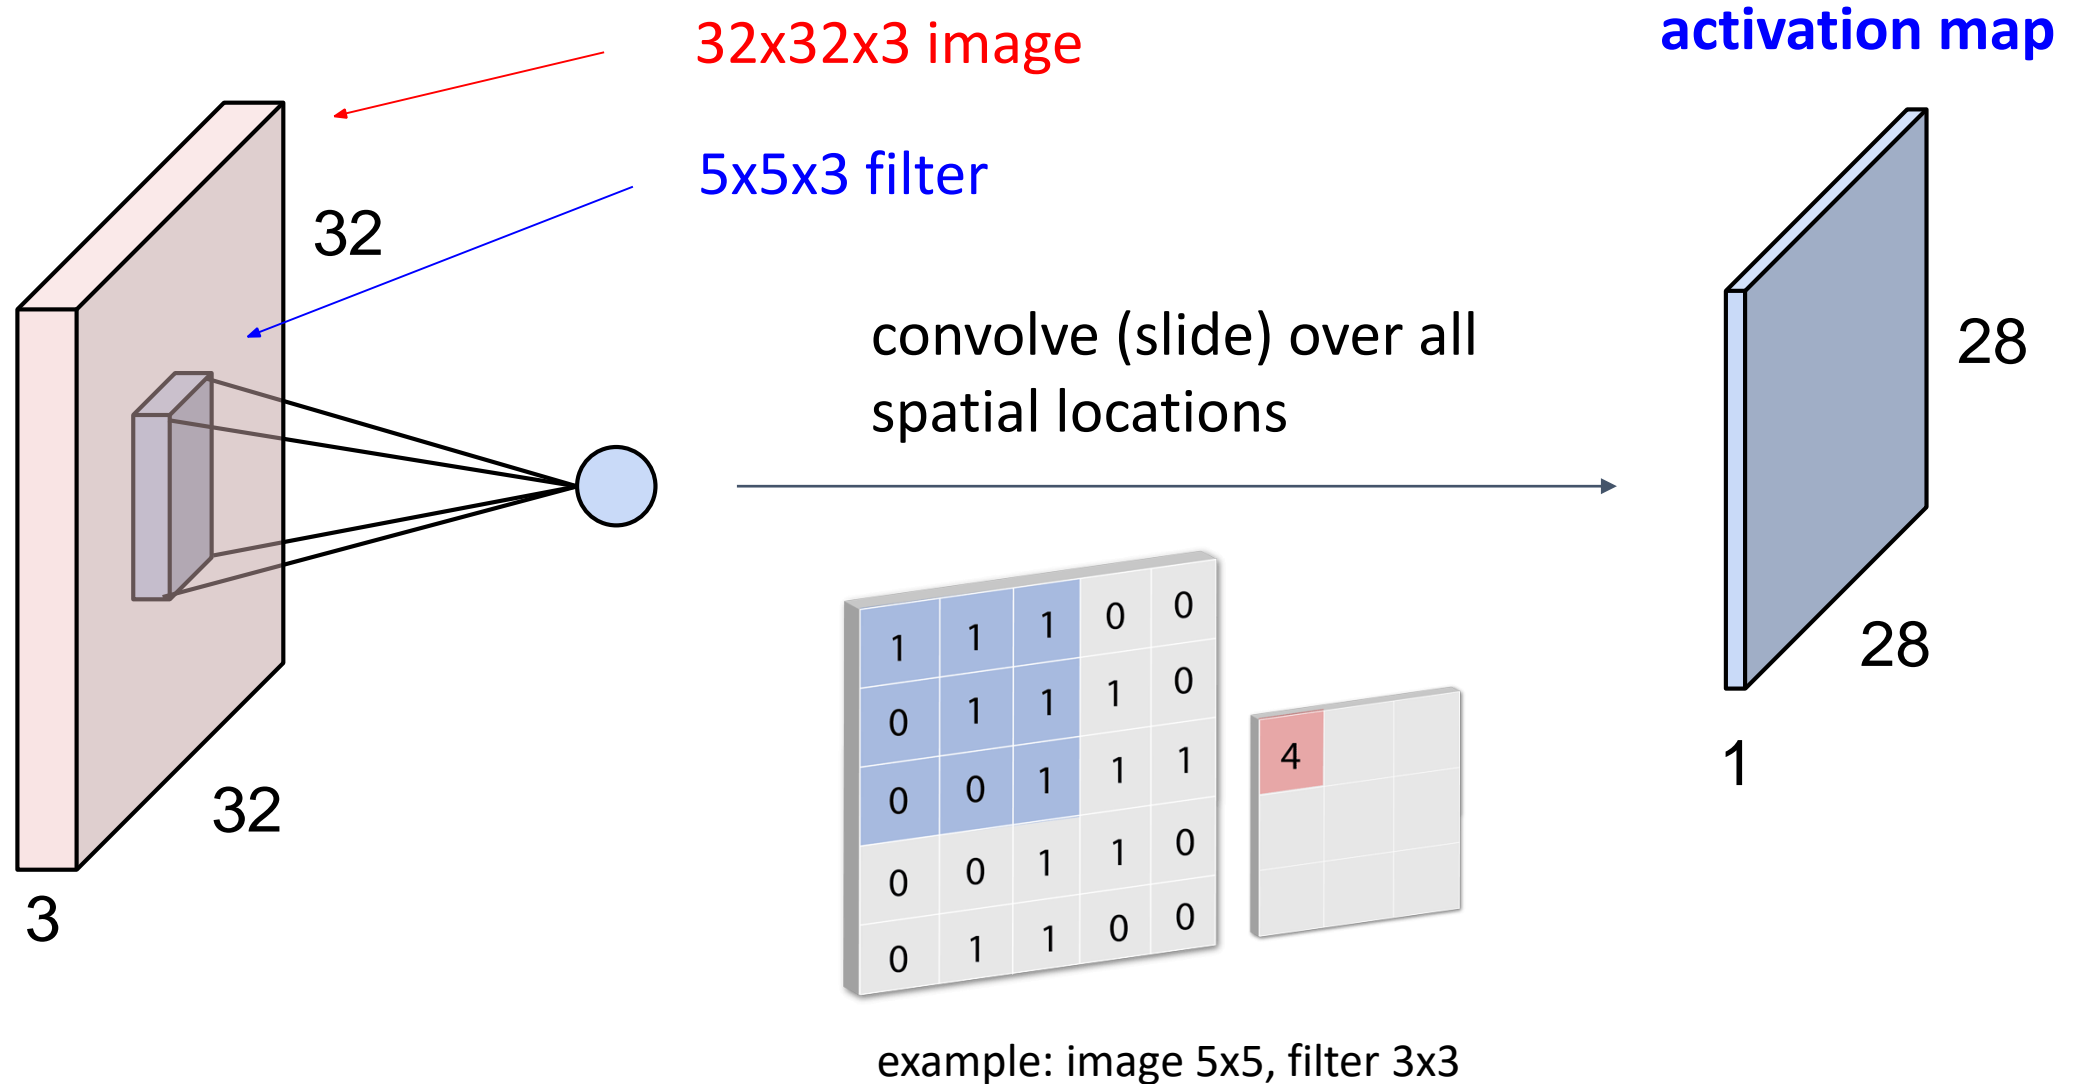 32x32x3 image
activation map
5x5x3 filter
32
convolve (slide) over all
spatial locations
28
28
1
32
3
1 1 1 0 0
0 1 1 1 0
0 0 1 1 1
0 0 1 1 0
0 1 1 0 0
4
example: image 5x5, filter 3x3